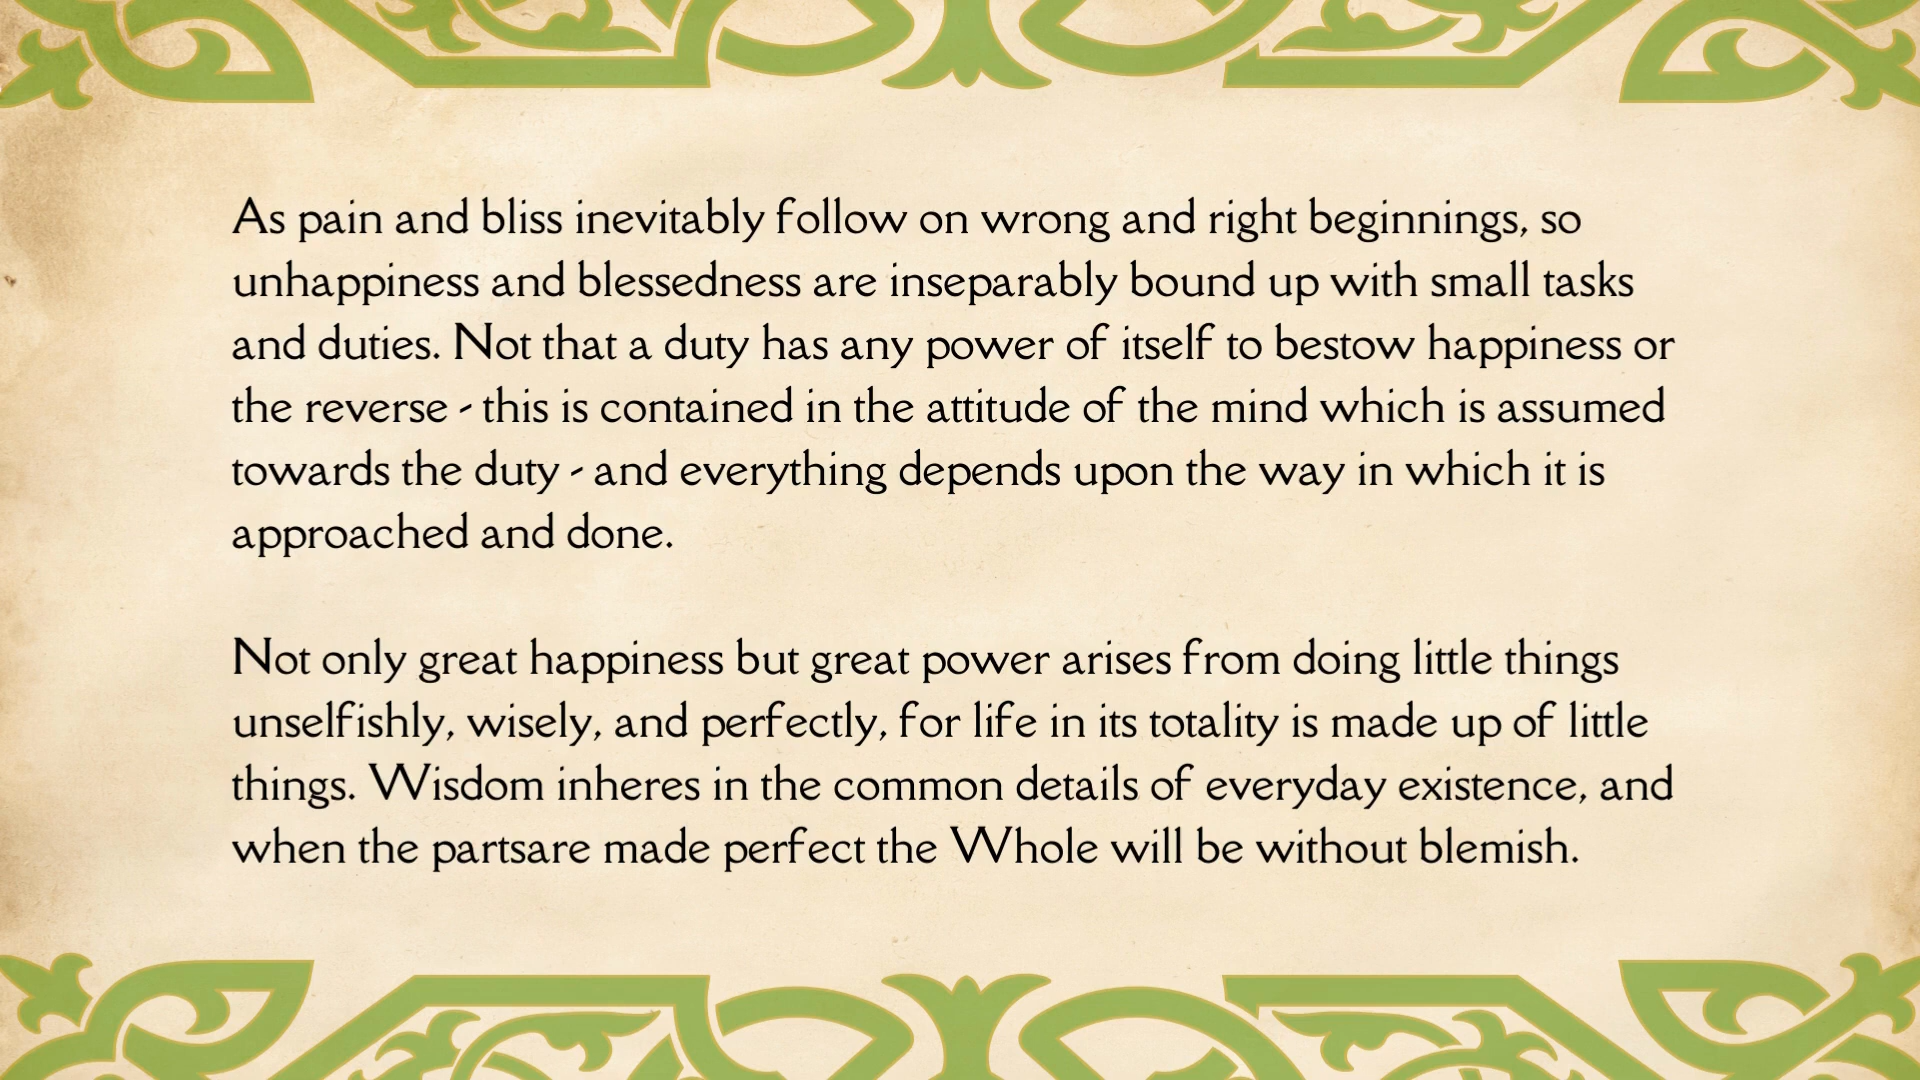 As pain and bliss inevitably follow on wrong and right beginnings, so
unhappiness and blessedness are inseparably bound up with small tasks
and duties. Not that a duty has any power of itself to bestow happiness or
the reverse - this is contained in the attitude of the mind which is assumed
towards the duty - and everything depends upon the way in which it is
approached and done.
Not only great happiness but great power arises from doing little things
unselfishly, wisely, and perfectly, for life in its totality is made up of little
things. Wisdom inheres in the common details of everyday existence, and
when the partsare made perfect the Whole will be without blemish.